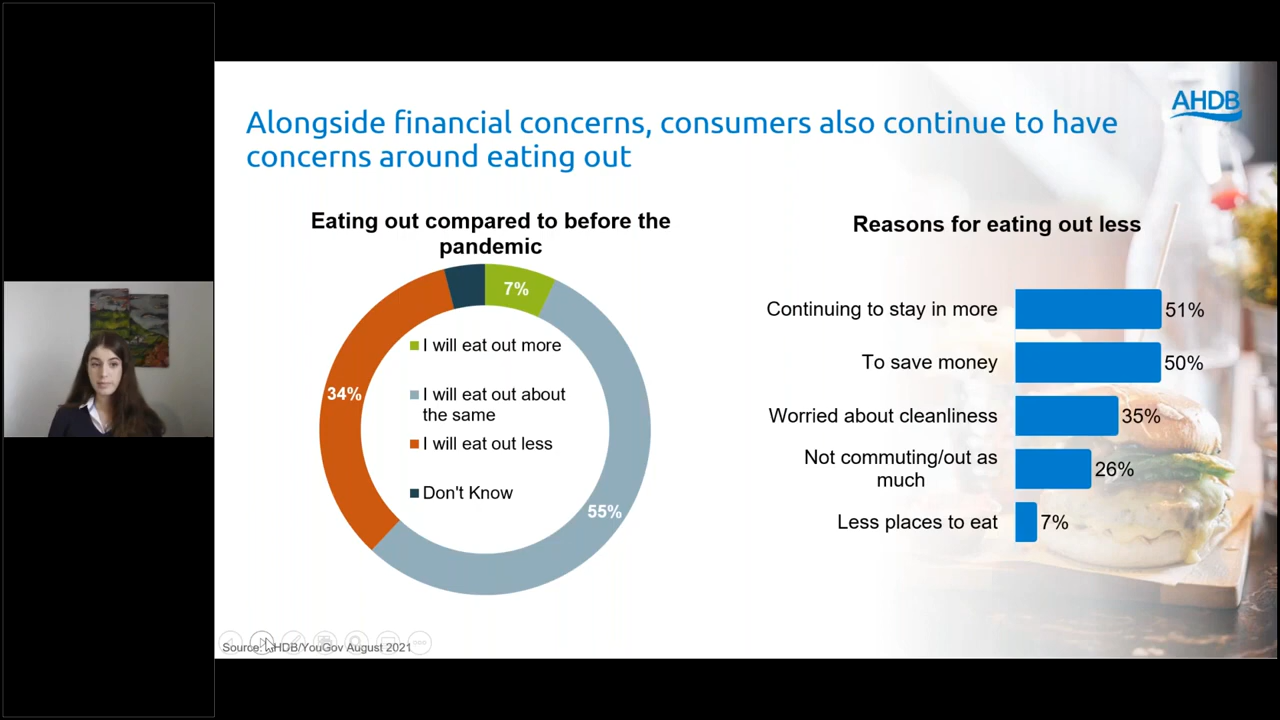 AHDB
Alongside financial concerns, consumers also continue to have
concerns around eating out
Eating out compared to before the
pandemic
7%
34%
55%
I will eat out more
I will eat out about
the same
I will eat out less
Don't Know
Reasons for eating out less
Continuing to stay in more 51%
To save money 50%
Worried about cleanliness 35%
Not commuting/out as
much 26%
Less places to eat 7%
Source: AHDB/YouGov August 2021